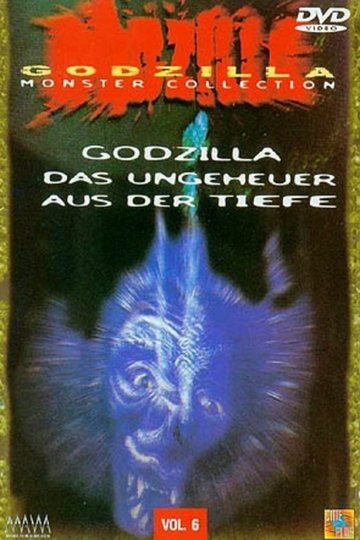 DVD
VIDEO
GODZILLA
MONSTER COLLECTION
GODZILLA
DAS UNGEHEUER
AUS DER TIEFE
VOL. 6